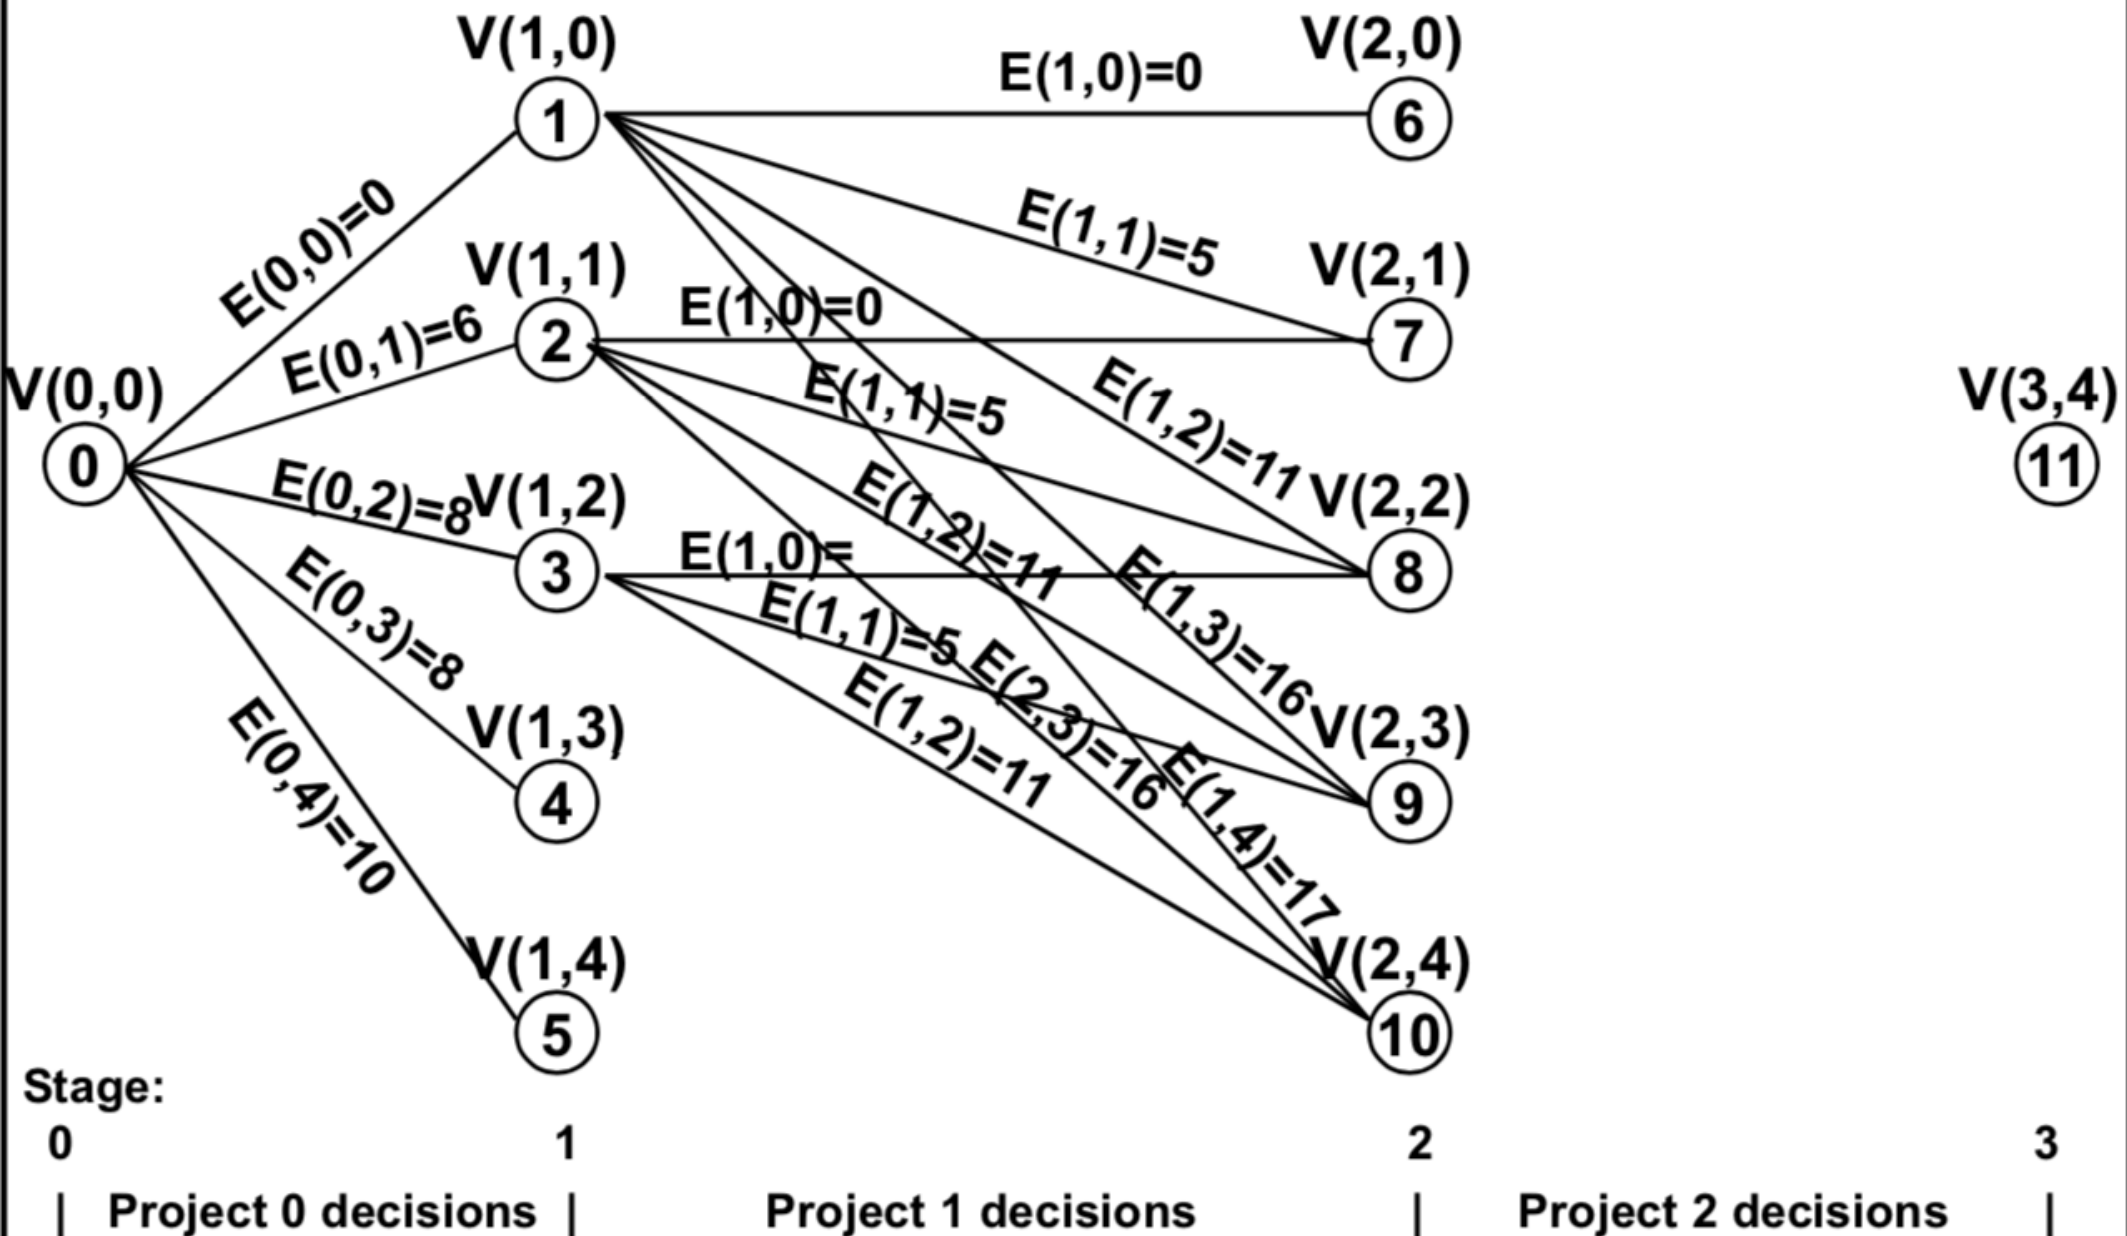 V(1,0)
V(2,0)
E(1,0)=0
1
6
E(0,0)=0
E(1,1)=5
V(1,1)
V(2,1)
E(1,0)=0
E(0,1)=6
2
7
V(0,0)
E(1,1)=5
E(1,2)=11
V(3,4)
0
11
E(0,2)=8
V(1,2)
V(2,2)
E(1,2)=11
E(1,0)=
3
8
E(0,3)=8
E(1,1)=5
E(1,3)=16
E(2,3)=16
E(1,2)=11
V(1,3)
V(2,3)
E(0,4)=10
4
9
E(1,4)=17
V(1,4)
V(2,4)
5
10
Stage:
0 1 2 3
| Project 0 decisions | Project 1 decisions | Project 2 decisions |